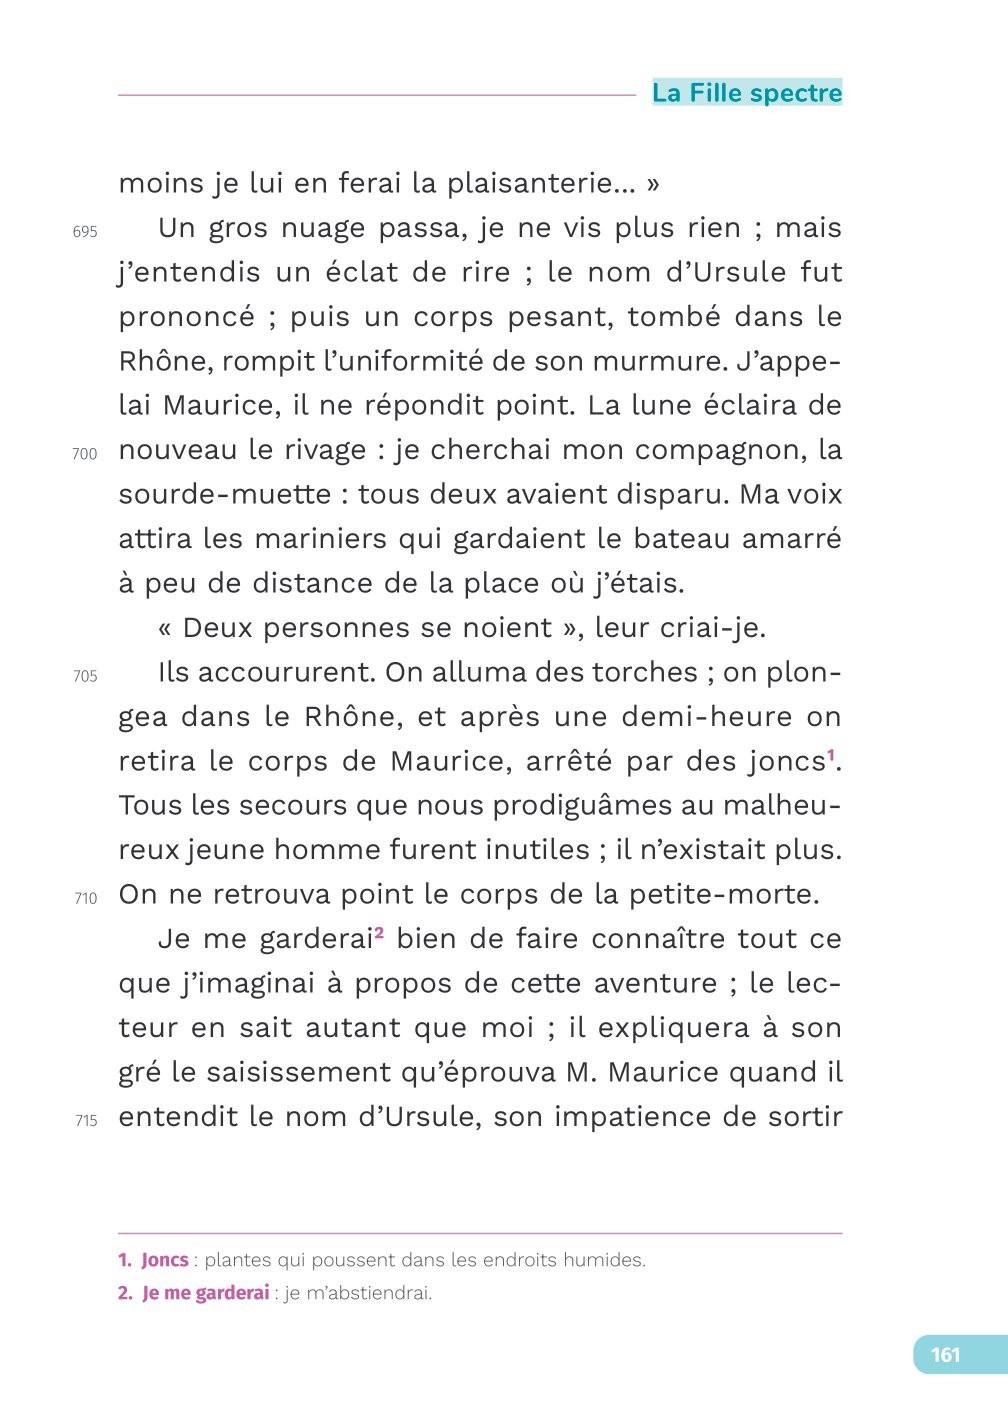 La Fille spectre
moins je lui en ferai la plaisanterie... »
695 Un gros nuage passa, je ne vis plus rien ; mais
j’entendis un éclat de rire ; le nom d’Ursule fut
prononcé ; puis un corps pesant, tombé dans le
Rhône, rompit l’uniformité de son murmure. J’appe-
lai Maurice, il ne répondit point. La lune éclaira de
700 nouveau le rivage : je cherchai mon compagnon, la
sourde-muette : tous deux avaient disparu. Ma voix
attira les mariniers qui gardaient le bateau amarré
à peu de distance de la place où j’étais.
« Deux personnes se noient », leur criai-je.
705 Ils accoururent. On alluma des torches ; on plon-
gea dans le Rhône, et après une demi-heure on
retira le corps de Maurice, arrêté par des joncs¹.
Tous les secours que nous prodiguâmes au malheu-
reux jeune homme furent inutiles ; il n’existait plus.
710 On ne retrouva point le corps de la petite-morte.
Je me garderai² bien de faire connaître tout ce
que j’imaginai à propos de cette aventure ; le lec-
teur en sait autant que moi ; il expliquera à son
gré le saisissement qu’éprouva M. Maurice quand il
715 entendit le nom d’Ursule, son impatience de sortir
1. Joncs : plantes qui poussent dans les endroits humides.
2. Je me garderai : je m’abstiendrai.
161